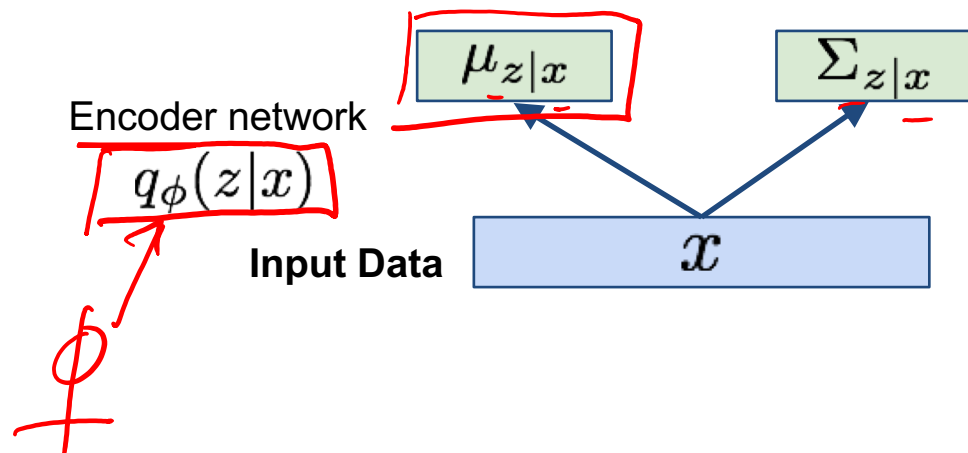 μ_{z|x}
Σ_{z|x}
Encoder network
q_ϕ(z|x)
Input Data
x
ϕ